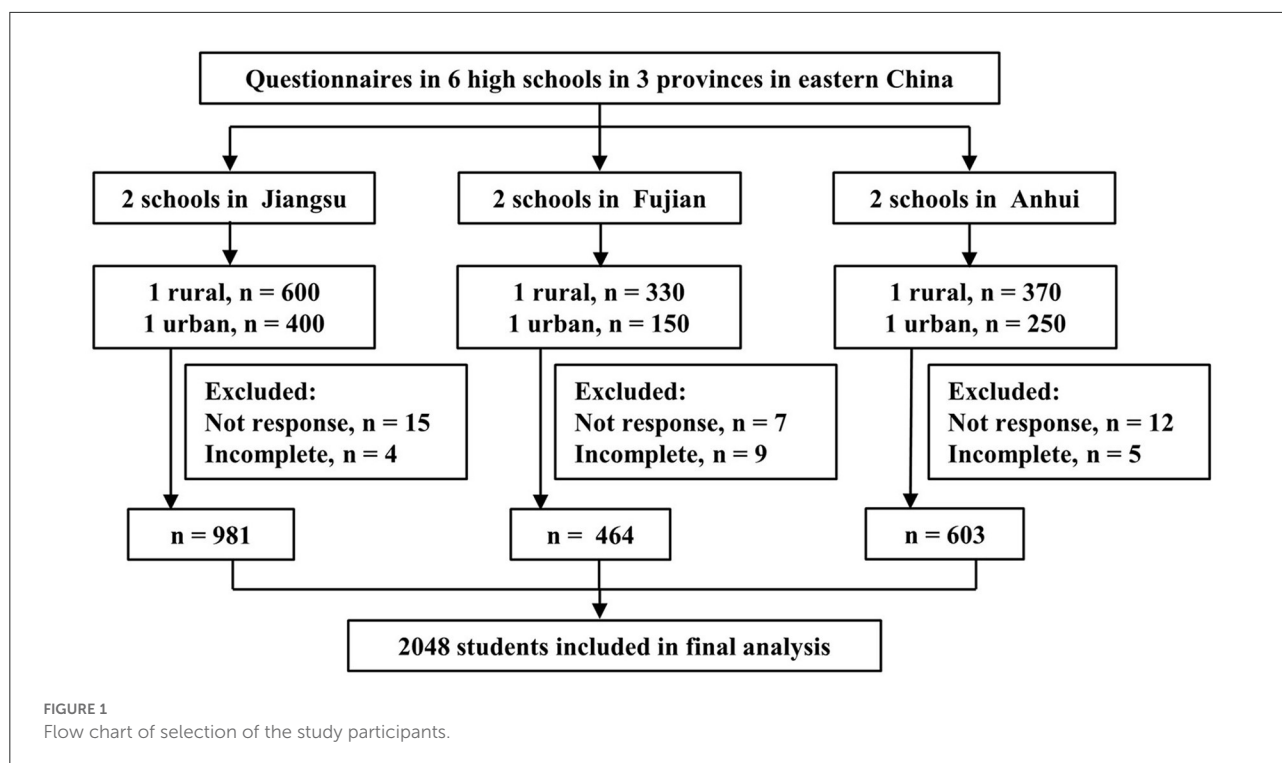 Questionnaires in 6 high schools in 3 provinces in eastern China
2 schools in Jiangsu
2 schools in Fujian
2 schools in Anhui
1 rural, n = 600
1 urban, n = 400
1 rural, n = 330
1 urban, n = 150
1 rural, n = 370
1 urban, n = 250
Excluded:
Not response, n = 15
Incomplete, n = 4
Excluded:
Not response, n = 7
Incomplete, n = 9
Excluded:
Not response, n = 12
Incomplete, n = 5
n = 981
n = 464
n = 603
2048 students included in final analysis
FIGURE 1
Flow chart of selection of the study participants.